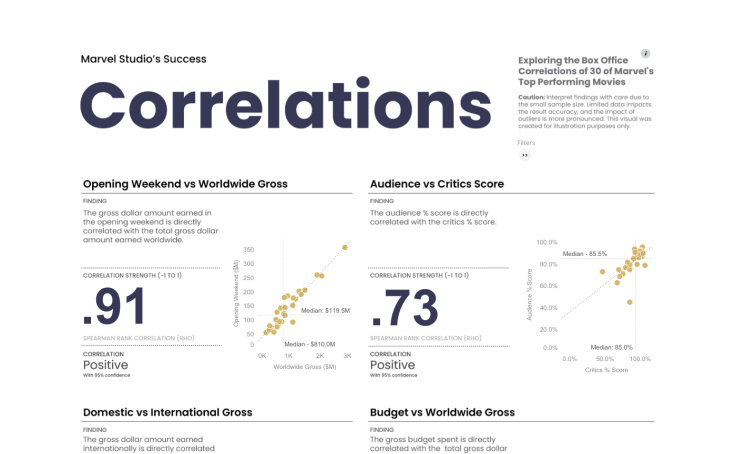 Marvel Studio's Success
Correlations
i
Exploring the Box Office
Correlations of 30 of Marvel's
Top Performing Movies
Caution: Interpret findings with care due to
the small sample size. Limited data impacts
the result accuracy, and the impact of
outliers is more pronounced. This visual was
created for illustration purposes only.
Filters
Opening Weekend vs Worldwide Gross
FINDING
The gross dollar amount earned in
the opening weekend is directly
correlated with the total gross dollar
amount earned worldwide.
CORRELATION STRENGTH (-1 TO 1)
.91
SPEARMAN RANK CORRELATION (RHO)
CORRELATION
Positive
With 95% confidence
Opening Weekend ($M)
350
300
250
200
150
100
50
0
Median: $119.5M
Median - $810.0M
0K
1K
2K
3K
Worldwide Gross ($M)
Audience vs Critics Score
FINDING
The audience % score is directly
correlated with the critics % score.
CORRELATION STRENGTH (-1 TO 1)
.73
SPEARMAN RANK CORRELATION (RHO)
CORRELATION
Positive
With 95% confidence
Audience % Score
100.0%
80.0%
60.0%
40.0%
20.0%
0.0%
Median - 85.5%
Median: 85.0%
0.0%
50.0%
100.0%
Critics % Score
Domestic vs International Gross
FINDING
The gross dollar amount earned
internationally is directly correlated
Budget vs Worldwide Gross
FINDING
The gross budget spent is directly
correlated with the total gross dollar